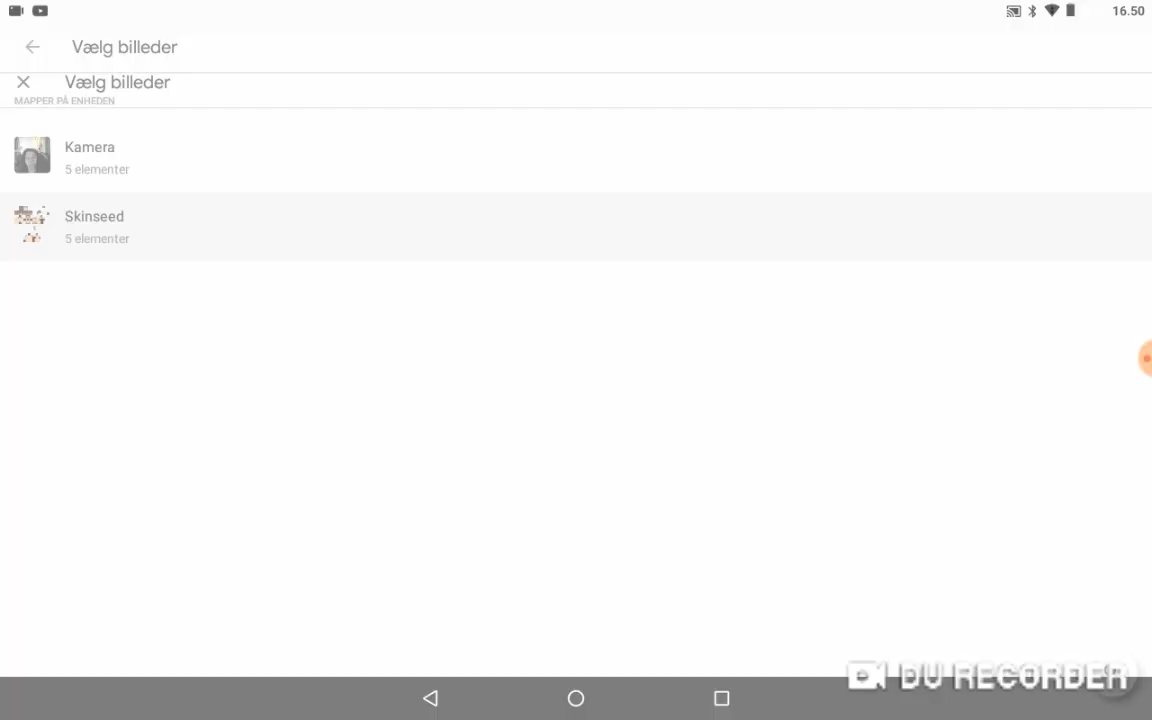 16.50
Vælg billeder
Vælg billeder
MAPPER PÅ ENHEDEN
Kamera
5 elementer
Skinseed
5 elementer
DU RECORDER